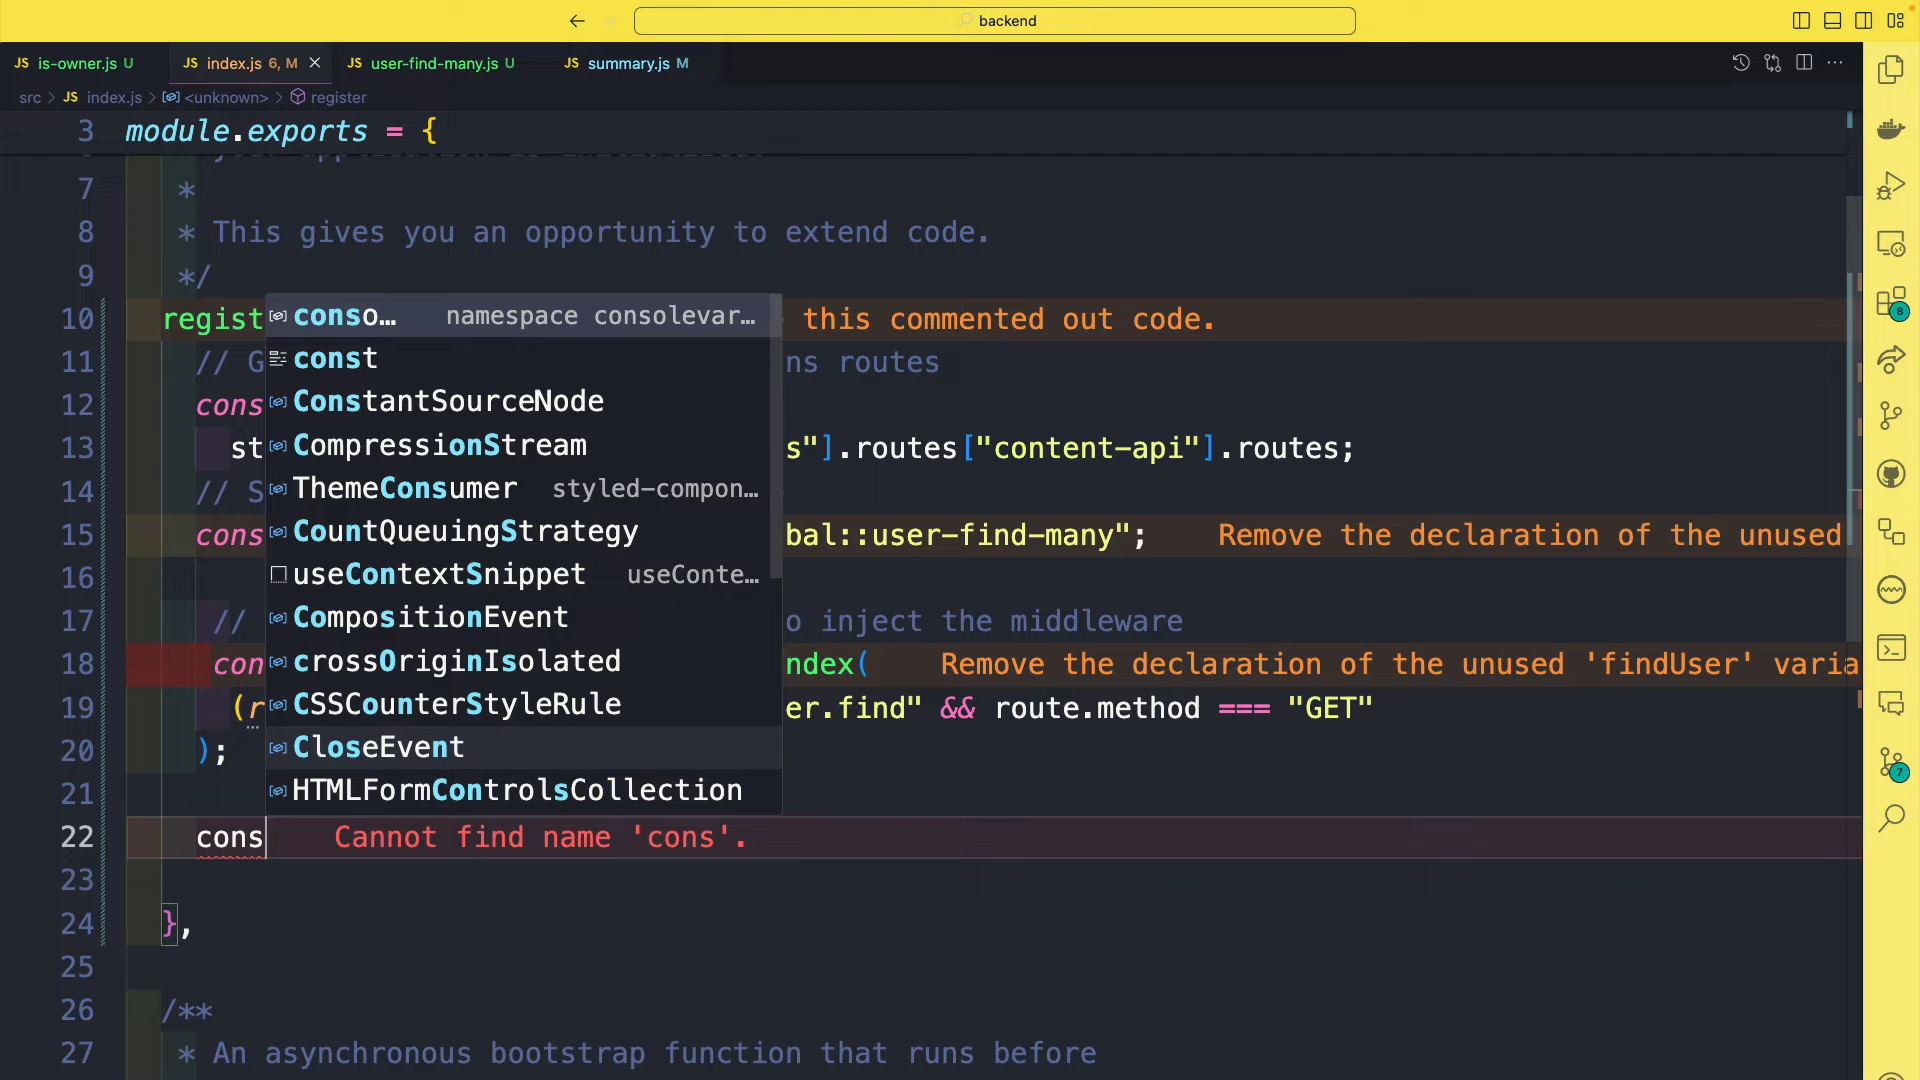 backend
JS is-owner.js U
JS index.js 6, M
JS user-find-many.js U
JS summary.js M
src > JS index.js > <unknown> > register
3 module.exports = {
7 *
8 * This gives you an opportunity to extend code.
9 */
10 regist this commented out code.
11 // G ns routes
12 cons
13 st s"].routes["content-api"].routes;
14 // S
15 cons bal::user-find-many"; Remove the declaration of the unused
16
17 // o inject the middleware
18 con ndex( Remove the declaration of the unused 'findUser' varia
19 (r er.find" && route.method === "GET"
20 );
21
22 cons Cannot find name 'cons'.
23
24 },
25
26 /**
27 * An asynchronous bootstrap function that runs before
conso… namespace consolevar…
const
ConstantSourceNode
CompressionStream
ThemeConsumer styled-compon…
CountQueuingStrategy
useContextSnippet useConte…
CompositionEvent
crossOriginIsolated
CSSCounterStyleRule
CloseEvent
HTMLFormControlsCollection
8
7